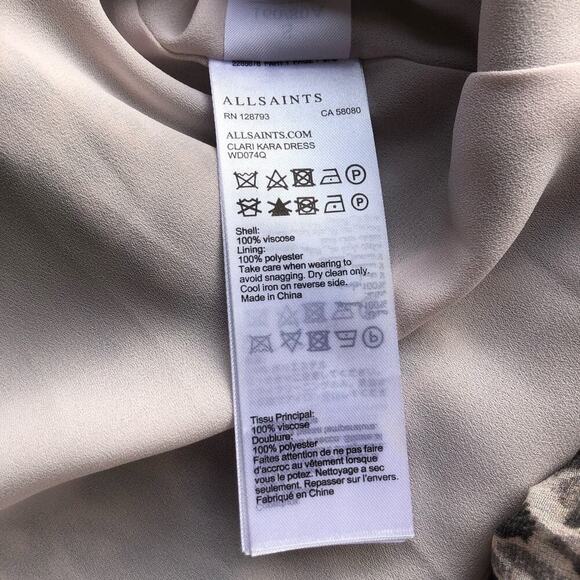 ALLSAINTS
RN 128793 CA 58080
ALLSAINTS.COM
CLARI KARA DRESS
WD074Q
P
P
Shell:
100% viscose
Lining:
100% polyester
Take care when wearing to
avoid snagging. Dry clean only.
Cool iron on reverse side.
Made in China
Tissu Principal:
100% viscose
Doublure:
100% polyester
Faites attention de ne pas faire
d'accroc au vêtement lorsque
vous le portez. Nettoyage a sec
seulement. Repasser sur l'envers.
Fabriqué en Chine